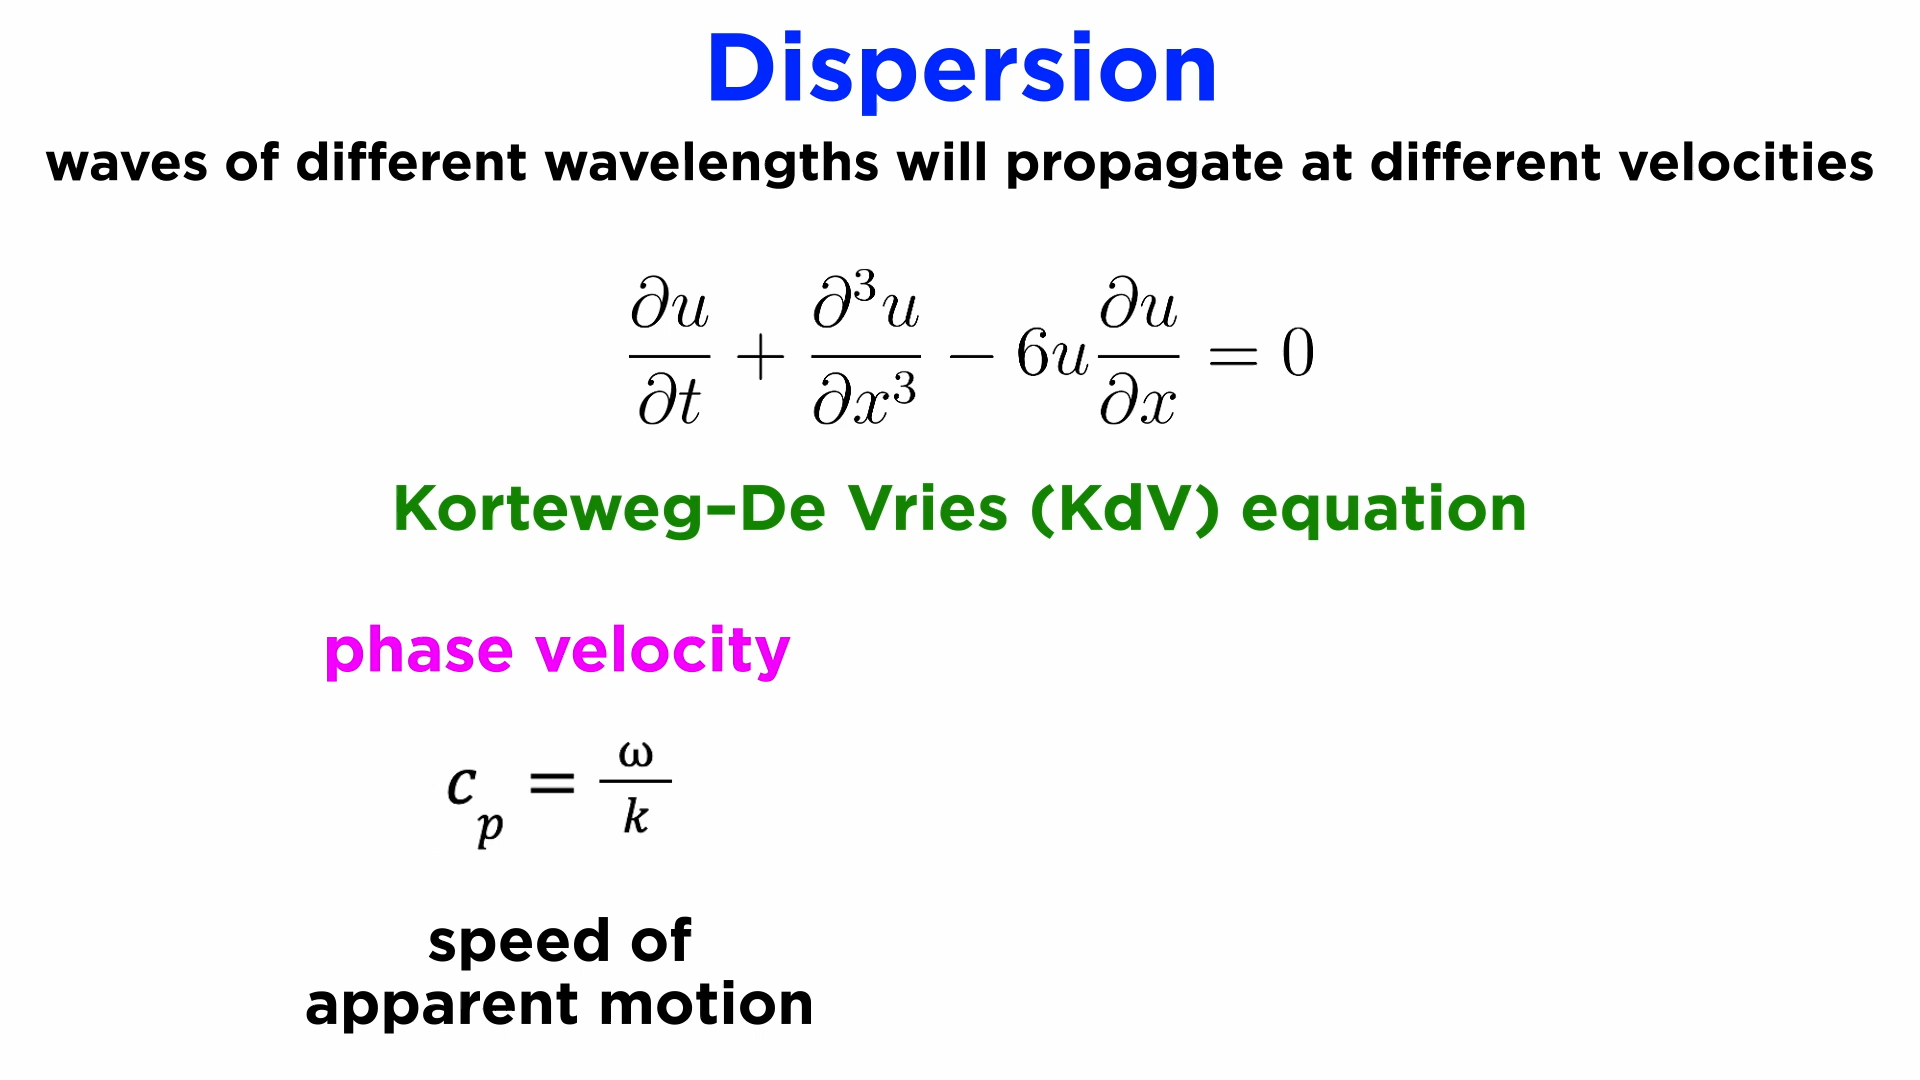 Dispersion
waves of different wavelengths will propagate at different velocities
∂u/∂t + ∂³u/∂x³ − 6u ∂u/∂x = 0
Korteweg–De Vries (KdV) equation
phase velocity
c_p = ω/k
speed of
apparent motion